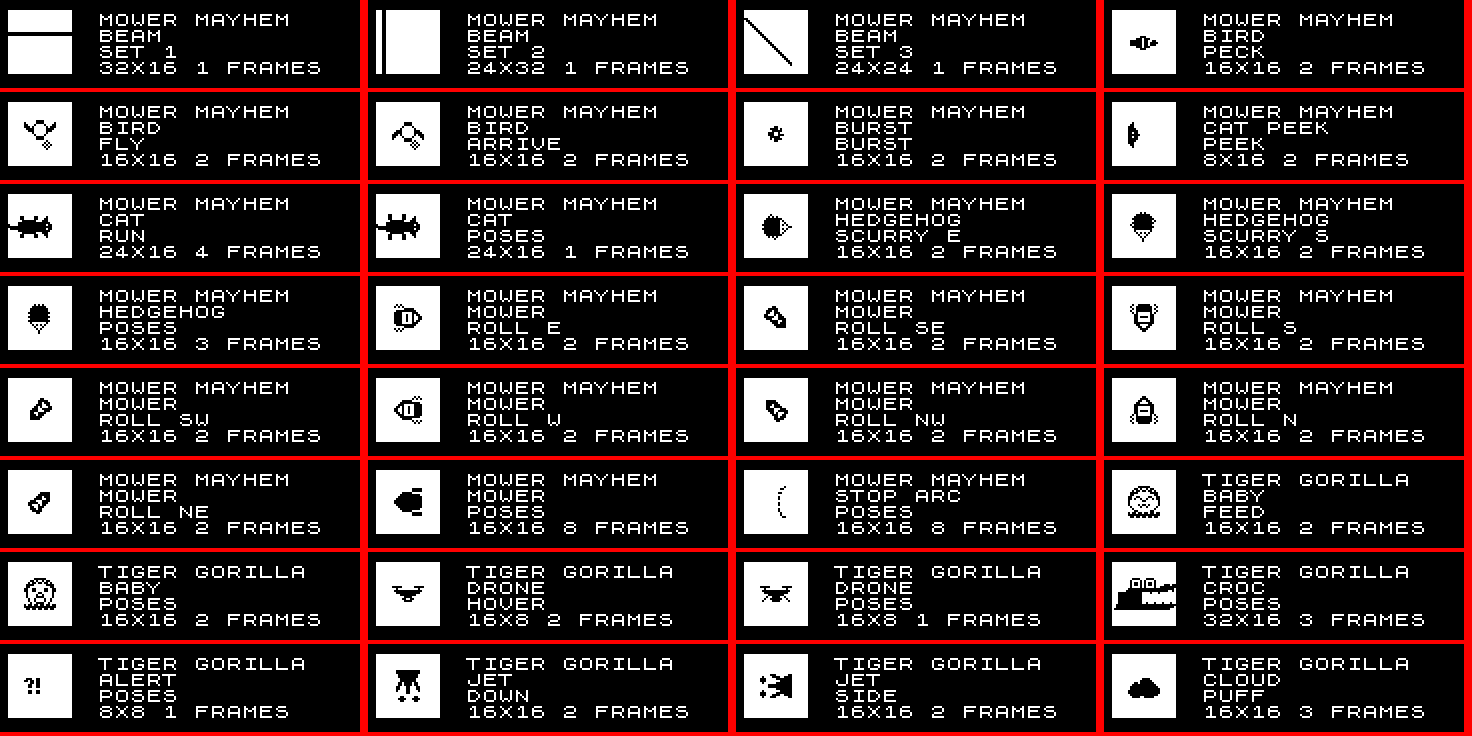 MOWER MAYHEM
BEAM
SET 1
32X16 1 FRAMES
MOWER MAYHEM
BEAM
SET 2
24X32 1 FRAMES
MOWER MAYHEM
BEAM
SET 3
24X24 1 FRAMES
MOWER MAYHEM
BIRD
PECK
16X16 2 FRAMES
MOWER MAYHEM
BIRD
FLY
16X16 2 FRAMES
MOWER MAYHEM
BIRD
ARRIVE
16X16 2 FRAMES
MOWER MAYHEM
BURST
BURST
16X16 2 FRAMES
MOWER MAYHEM
CAT PEEK
PEEK
8X16 2 FRAMES
MOWER MAYHEM
CAT
RUN
24X16 4 FRAMES
MOWER MAYHEM
CAT
POSES
24X16 1 FRAMES
MOWER MAYHEM
HEDGEHOG
SCURRY E
16X16 2 FRAMES
MOWER MAYHEM
HEDGEHOG
SCURRY S
16X16 2 FRAMES
MOWER MAYHEM
HEDGEHOG
POSES
16X16 3 FRAMES
MOWER MAYHEM
MOWER
ROLL E
16X16 2 FRAMES
MOWER MAYHEM
MOWER
ROLL SE
16X16 2 FRAMES
MOWER MAYHEM
MOWER
ROLL S
16X16 2 FRAMES
MOWER MAYHEM
MOWER
ROLL SW
16X16 2 FRAMES
MOWER MAYHEM
MOWER
ROLL W
16X16 2 FRAMES
MOWER MAYHEM
MOWER
ROLL NW
16X16 2 FRAMES
MOWER MAYHEM
MOWER
ROLL N
16X16 2 FRAMES
MOWER MAYHEM
MOWER
ROLL NE
16X16 2 FRAMES
MOWER MAYHEM
MOWER
POSES
16X16 8 FRAMES
MOWER MAYHEM
STOP ARC
POSES
16X16 8 FRAMES
TIGER GORILLA
BABY
FEED
16X16 2 FRAMES
TIGER GORILLA
BABY
POSES
16X16 2 FRAMES
TIGER GORILLA
DRONE
HOVER
16X8 2 FRAMES
TIGER GORILLA
DRONE
POSES
16X8 1 FRAMES
TIGER GORILLA
CROC
POSES
32X16 3 FRAMES
?!
TIGER GORILLA
ALERT
POSES
8X8 1 FRAMES
TIGER GORILLA
JET
DOWN
16X16 2 FRAMES
TIGER GORILLA
JET
SIDE
16X16 2 FRAMES
TIGER GORILLA
CLOUD
PUFF
16X16 3 FRAMES